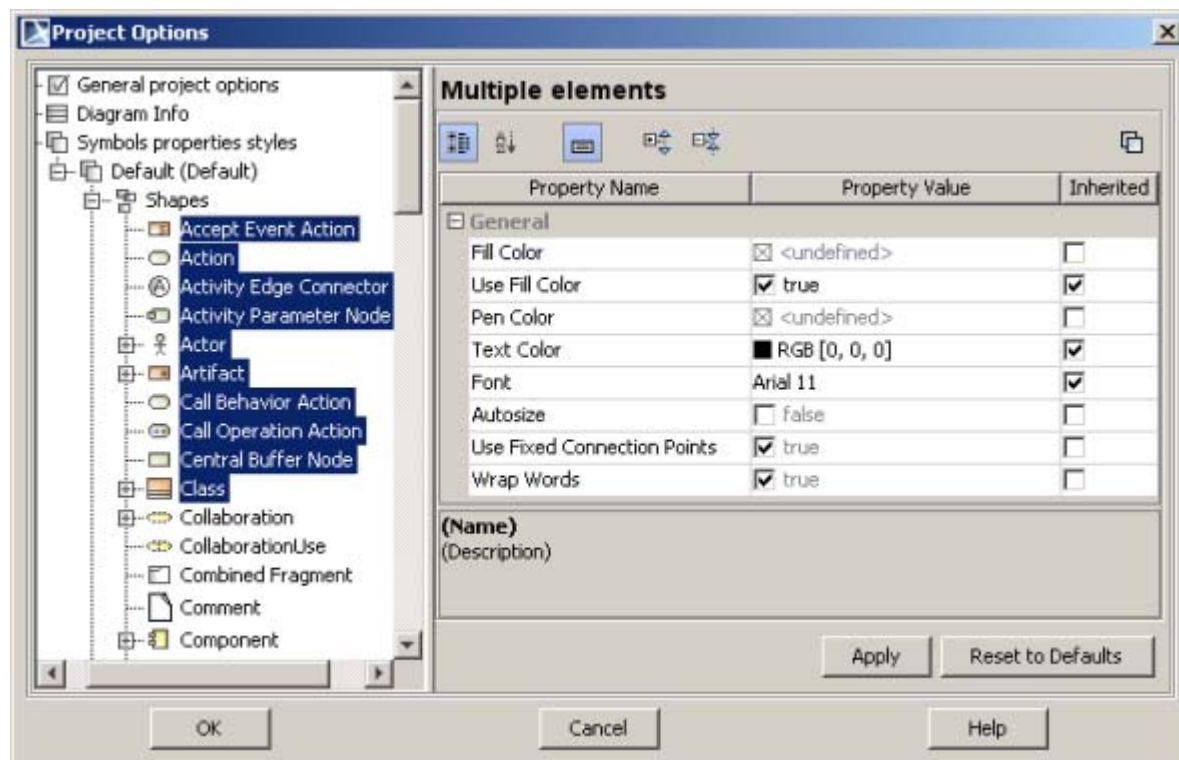 Project Options
General project options
Diagram Info
Symbols properties styles
Default (Default)
Shapes
Accept Event Action
Action
Activity Edge Connector
Activity Parameter Node
Actor
Artifact
Call Behavior Action
Call Operation Action
Central Buffer Node
Class
Collaboration
CollaborationUse
Combined Fragment
Comment
Component
Multiple elements
Property Name Property Value Inherited
General
Fill Color <undefined>
Use Fill Color true
Pen Color <undefined>
Text Color RGB [0, 0, 0]
Font Arial 11
Autosize false
Use Fixed Connection Points true
Wrap Words true
(Name)
(Description)
Apply Reset to Defaults
OK Cancel Help